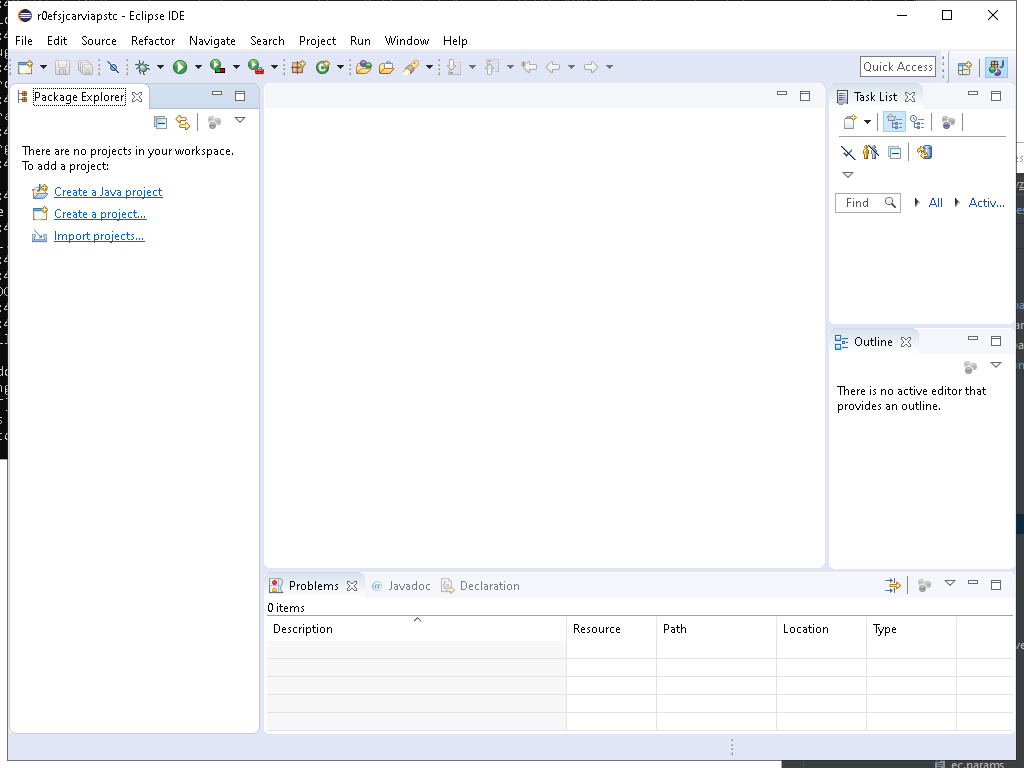 r0efsjcarviapstc - Eclipse IDE
File Edit Source Refactor Navigate Search Project Run Window Help
Quick Access
Package Explorer
There are no projects in your workspace.
To add a project:
Create a Java project
Create a project...
Import projects...
Task List
Find
All
Activ...
Outline
There is no active editor that
provides an outline.
Problems
@ Javadoc
Declaration
0 items
Description Resource Path Location Type
ec.params